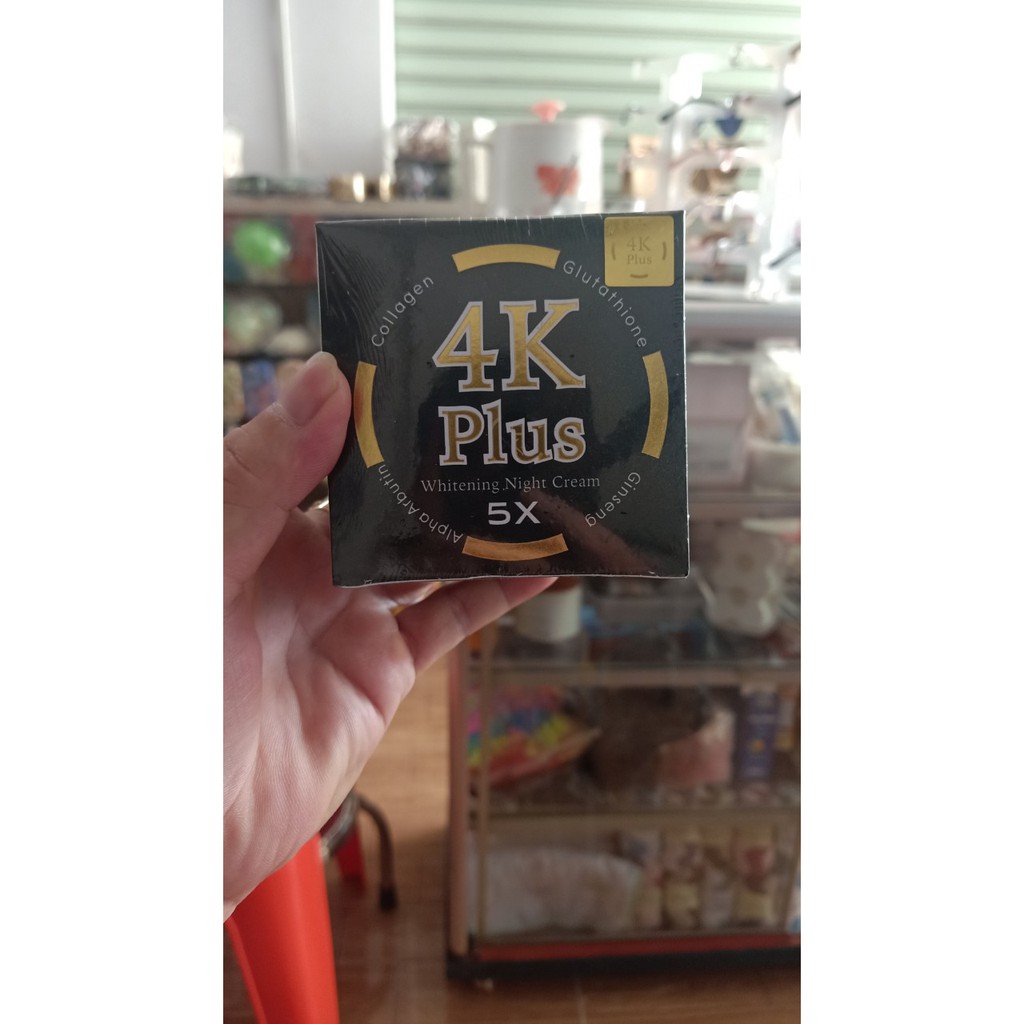 4K
Plus
Collagen
Glutathione
4K
Plus
Whitening Night Cream
5X
Alpha Arbutin
Ginseng